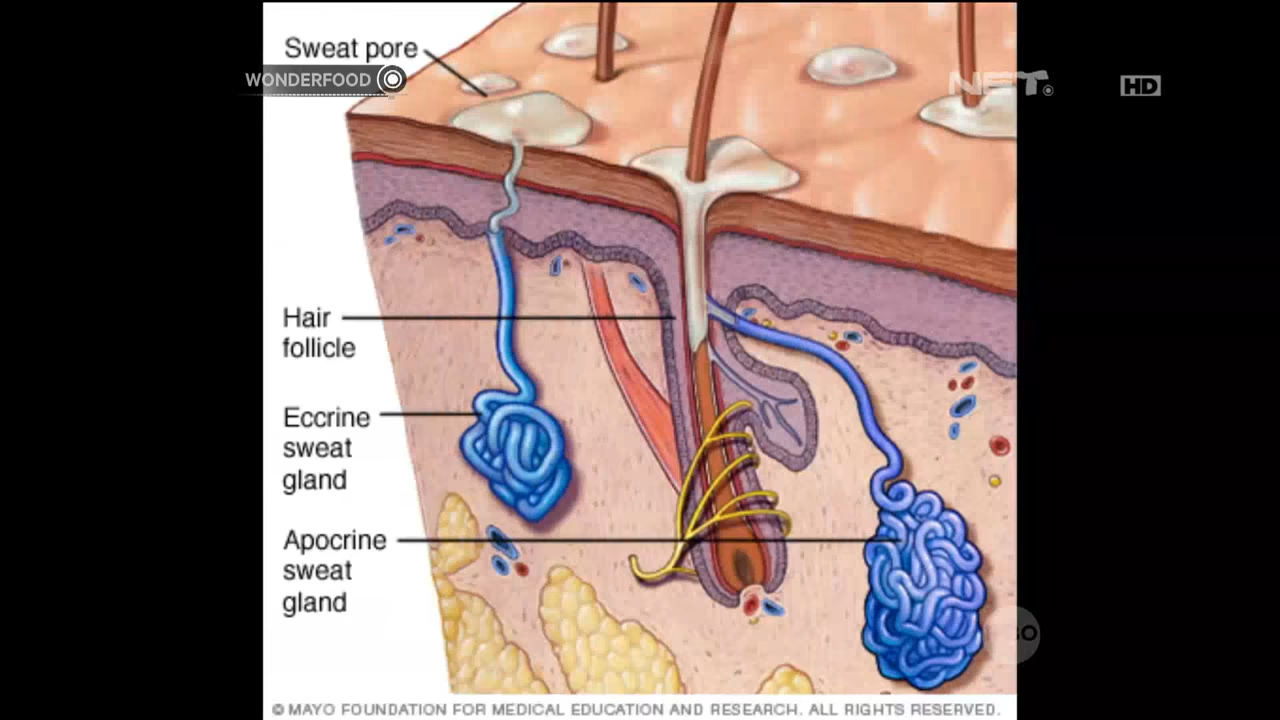 Sweat pore
WONDERFOOD
NET.
HD
Hair
follicle
Eccrine
sweat
gland
Apocrine
sweat
gland
© MAYO FOUNDATION FOR MEDICAL EDUCATION AND RESEARCH. ALL RIGHTS RESERVED.